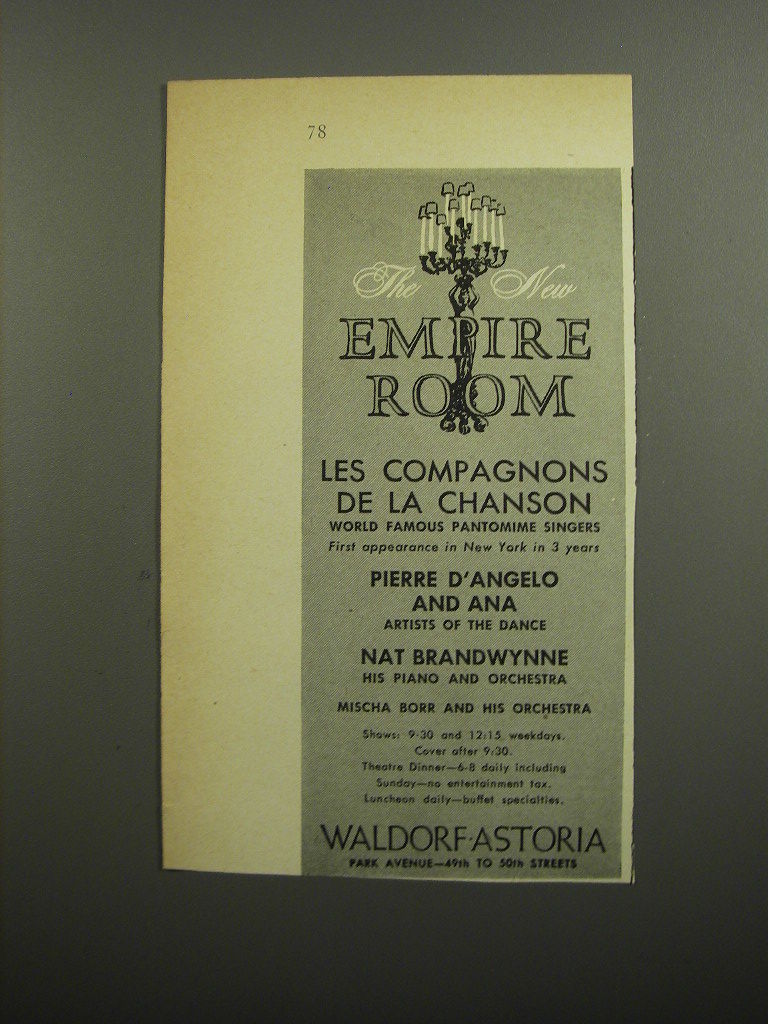 78
The New
EMPIRE
ROOM
LES COMPAGNONS
DE LA CHANSON
WORLD FAMOUS PANTOMIME SINGERS
First appearance in New York in 3 years
PIERRE D'ANGELO
AND ANA
ARTISTS OF THE DANCE
NAT BRANDWYNNE
HIS PIANO AND ORCHESTRA
MISCHA BORR AND HIS ORCHESTRA
Shows: 9:30 and 12:15 weekdays.
Cover after 9:30.
Theatre Dinner—6-8 daily including
Sunday—no entertainment tax.
Luncheon daily—buffet specialties.
WALDORF·ASTORIA
PARK AVENUE—49th TO 50th STREETS